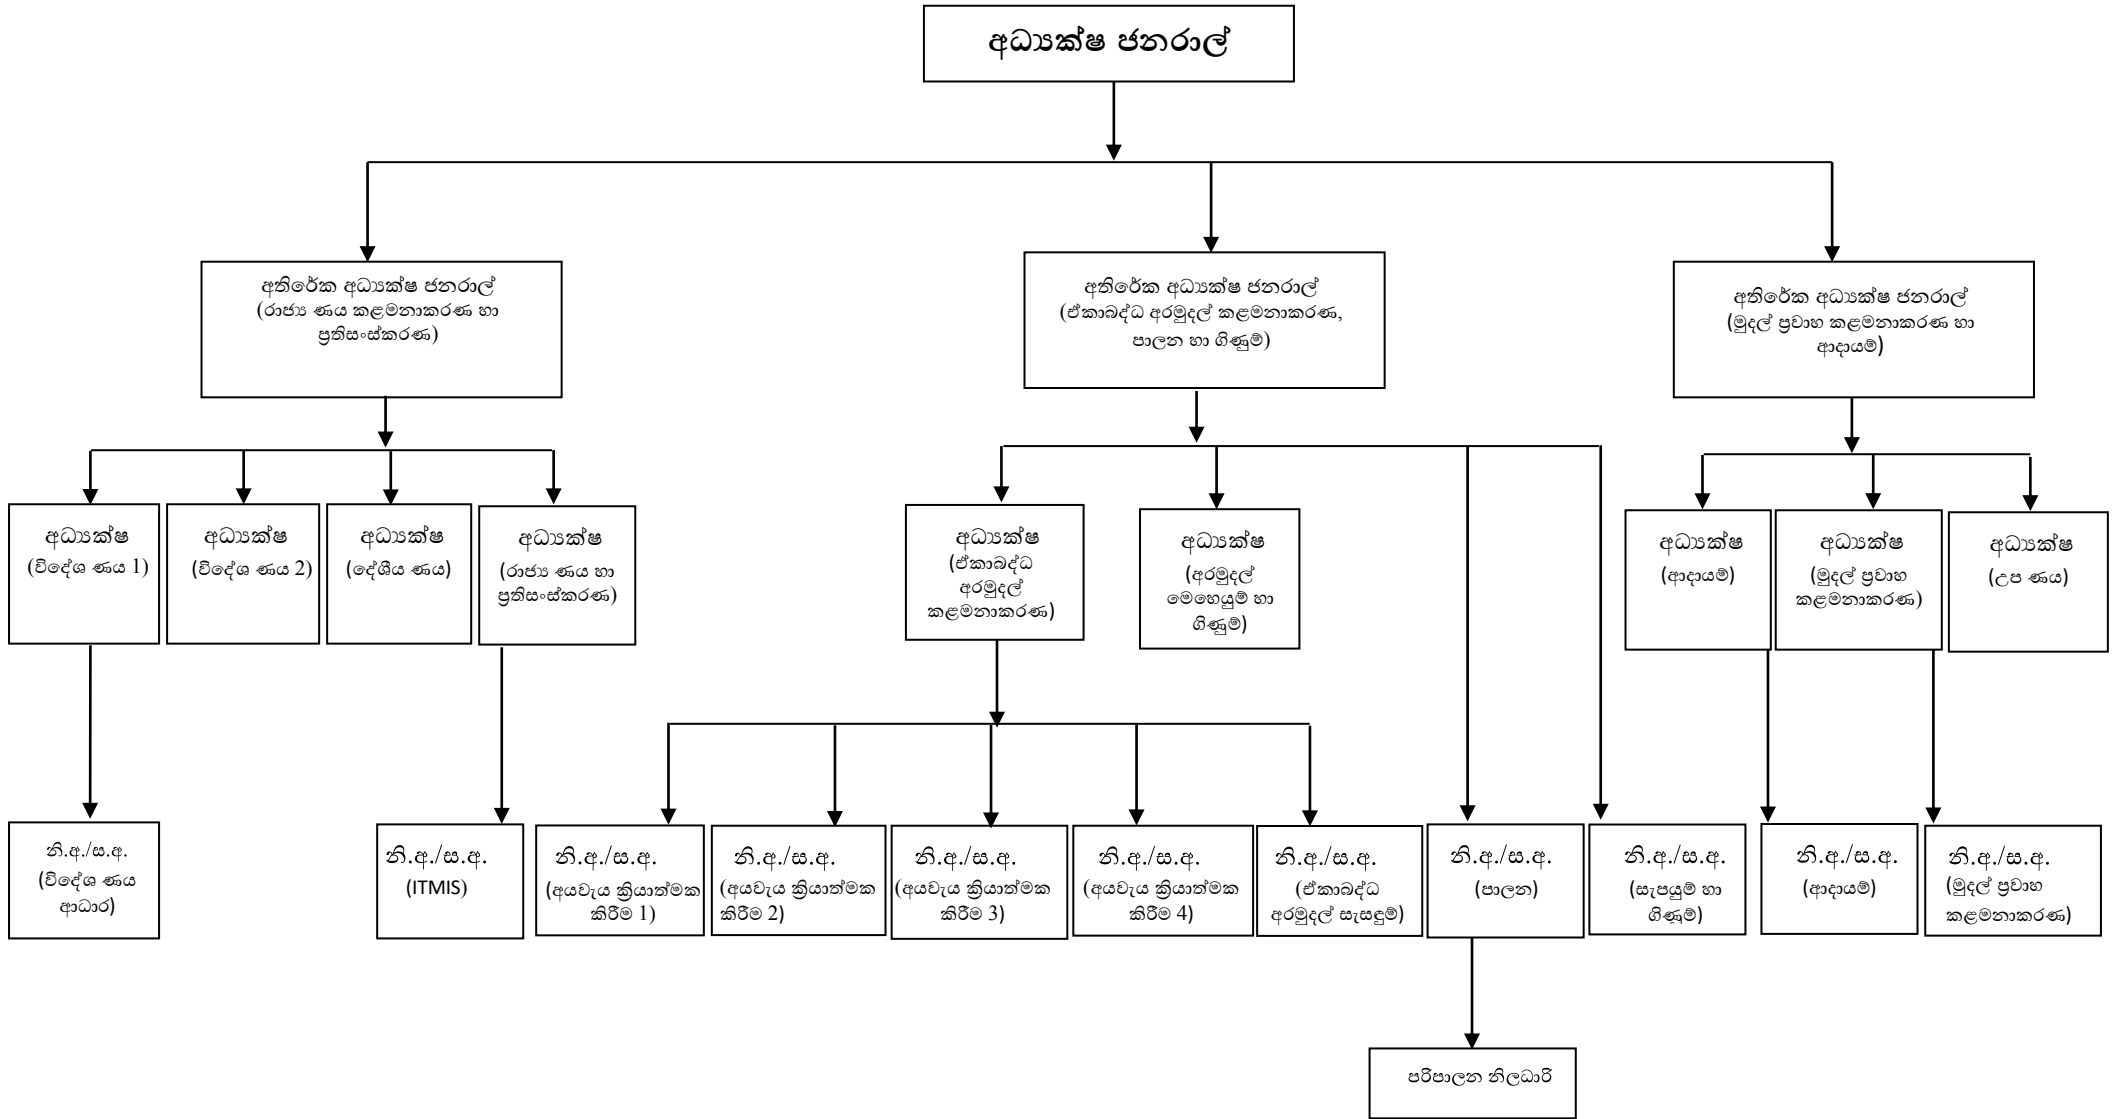 අධ්‍යක්ෂ ජනරාල්
අතිරේක අධ්‍යක්ෂ ජනරාල්
(රාජ්‍ය ණය කළමනාකරණ හා
ප්‍රතිසංස්කරණ)
අතිරේක අධ්‍යක්ෂ ජනරාල්
(ඒකාබද්ධ අරමුදල් කළමනාකරණ,
පාලන හා ගිණුම්)
අතිරේක අධ්‍යක්ෂ ජනරාල්
(මුදල් ප්‍රවාහ කළමනාකරණ හා
ආදායම්)
අධ්‍යක්ෂ
(විදේශ ණය 1)
අධ්‍යක්ෂ
(විදේශ ණය 2)
අධ්‍යක්ෂ
(දේශීය ණය)
අධ්‍යක්ෂ
(රාජ්‍ය ණය හා
ප්‍රතිසංස්කරණ)
අධ්‍යක්ෂ
(ඒකාබද්ධ
අරමුදල්
කළමනාකරණ)
අධ්‍යක්ෂ
(අරමුදල්
මෙහෙයුම් හා
ගිණුම්)
අධ්‍යක්ෂ
(ආදායම්)
අධ්‍යක්ෂ
(මුදල් ප්‍රවාහ
කළමනාකරණ)
අධ්‍යක්ෂ
(උප ණය)
නි.අ./ස.අ.
(විදේශ ණය
ආධාර)
නි.අ./ස.අ.
(ITMIS)
නි.අ./ස.අ.
(අයවැය ක්‍රියාත්මක
කිරීම 1)
නි.අ./ස.අ.
(අයවැය ක්‍රියාත්මක
කිරීම 2)
නි.අ./ස.අ.
(අයවැය ක්‍රියාත්මක
කිරීම 3)
නි.අ./ස.අ.
(අයවැය ක්‍රියාත්මක
කිරීම 4)
නි.අ./ස.අ.
(ඒකාබද්ධ
අරමුදල් සැසඳුම්)
නි.අ./ස.අ.
(පාලන)
නි.අ./ස.අ.
(සැපයුම් හා
ගිණුම්)
නි.අ./ස.අ.
(ආදායම්)
නි.අ./ස.අ.
(මුදල් ප්‍රවාහ
කළමනාකරණ)
පරිපාලන නිලධාරි